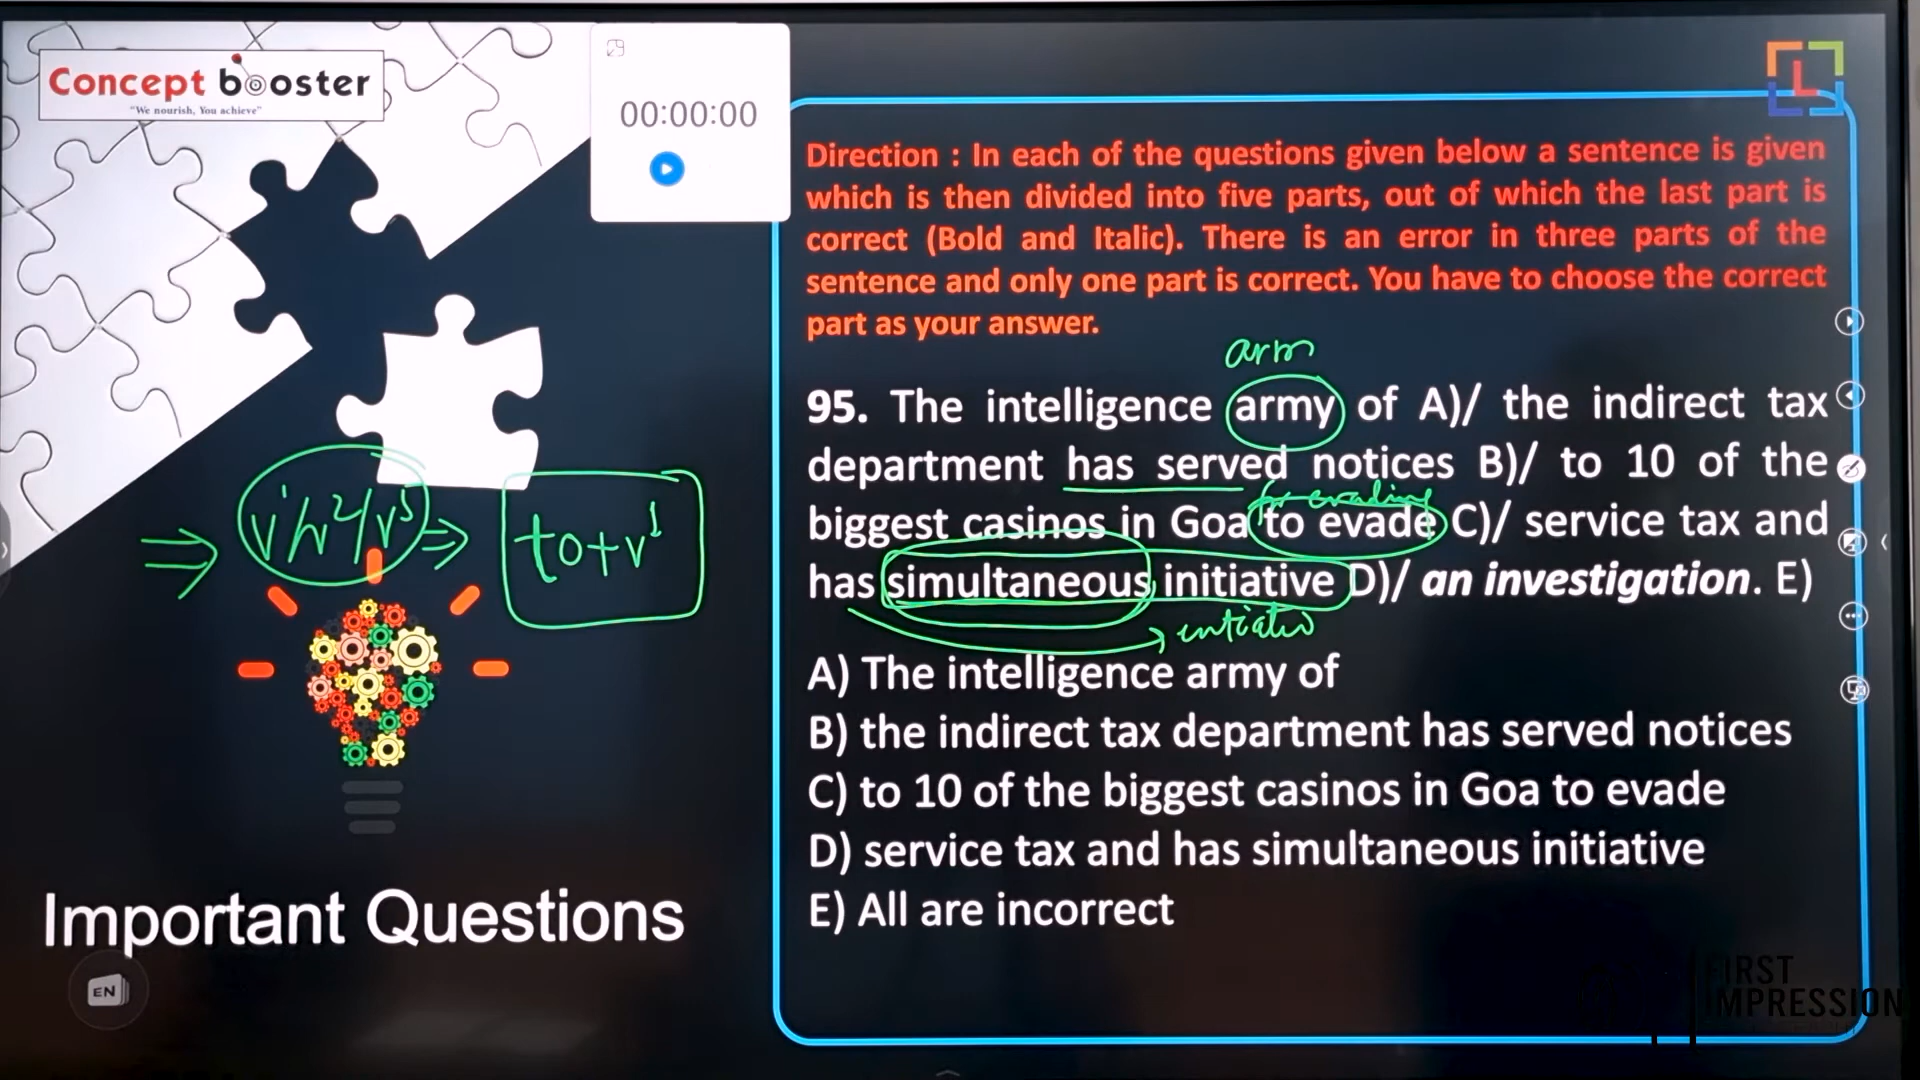 Concept booster
"We nourish, You achieve"
00:00:00
L
Direction : In each of the questions given below a sentence is given
which is then divided into five parts, out of which the last part is
correct (Bold and Italic). There is an error in three parts of the
sentence and only one part is correct. You have to choose the correct
part as your answer.
arm
95. The intelligence army of A)/ the indirect tax
department has served notices B)/ to 10 of the
for evading
biggest casinos in Goa to evade C)/ service tax and
has simultaneous initiative D)/ an investigation. E)
A) The intelligence army of
B) the indirect tax department has served notices
C) to 10 of the biggest casinos in Goa to evade
D) service tax and has simultaneous initiative
E) All are incorrect
to+v1
Important Questions
EN
FIRST
IMPRESSION